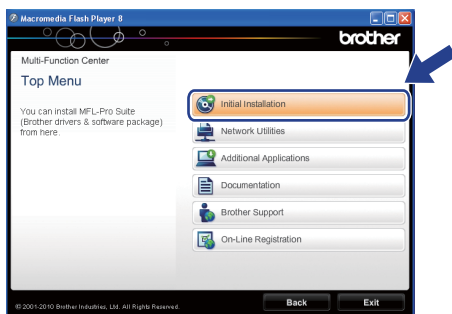 Macromedia Flash Player 8
brother
Multi-Function Center
Top Menu
You can install MFL-Pro Suite
(Brother drivers & software package)
from here.
Initial Installation
Network Utilities
Additional Applications
Documentation
Brother Support
On-Line Registration
© 2001-2010 Brother Industries, Ltd. All Rights Reserved.
Back
Exit